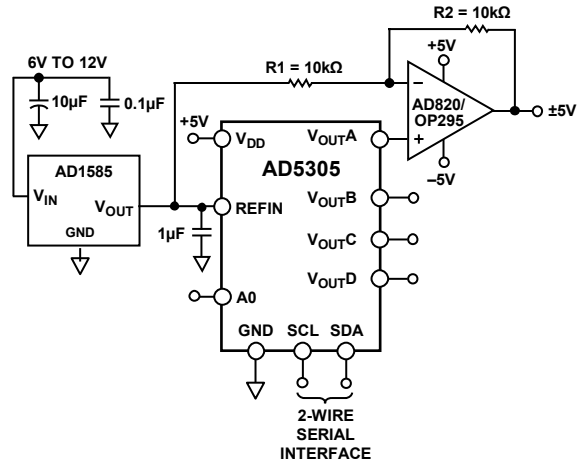 R2 = 10kΩ
6V TO 12V
+5V
R1 = 10kΩ
10µF
0.1µF
−
AD820/
OP295
±5V
+
+5V
VDD
VOUTA
−5V
AD1585
AD5305
VIN
VOUT
REFIN
VOUTB
GND
1µF
VOUTC
VOUTD
A0
GND
SCL
SDA
2-WIRE
SERIAL
INTERFACE